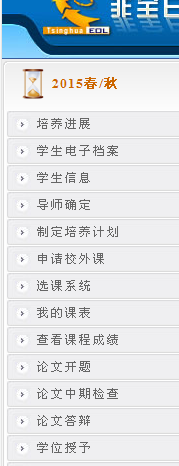 Tsinghua EOL
2015春/秋
培养进展
学生电子档案
学生信息
导师确定
制定培养计划
申请校外课
选课系统
我的课表
查看课程成绩
论文开题
论文中期检查
论文答辩
学位授予